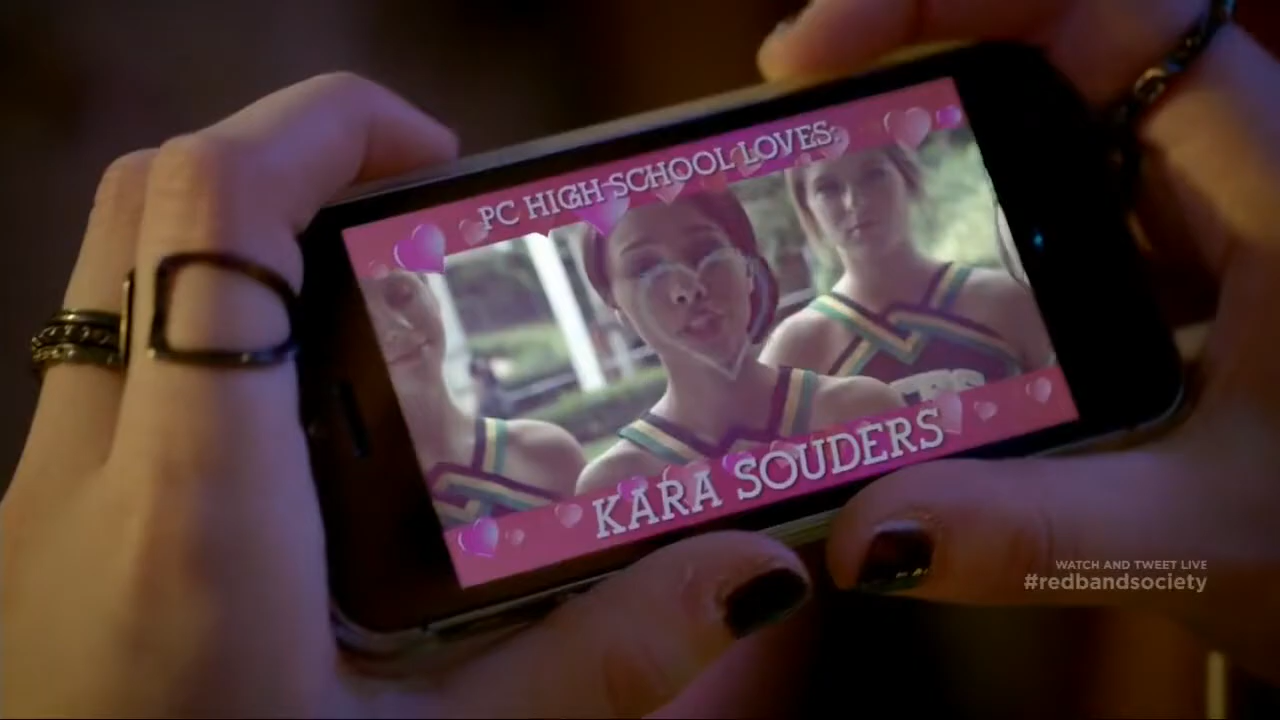 PC HIGH SCHOOL LOVES:
KARA SOUDERS
WATCH AND TWEET LIVE
#redbandsociety